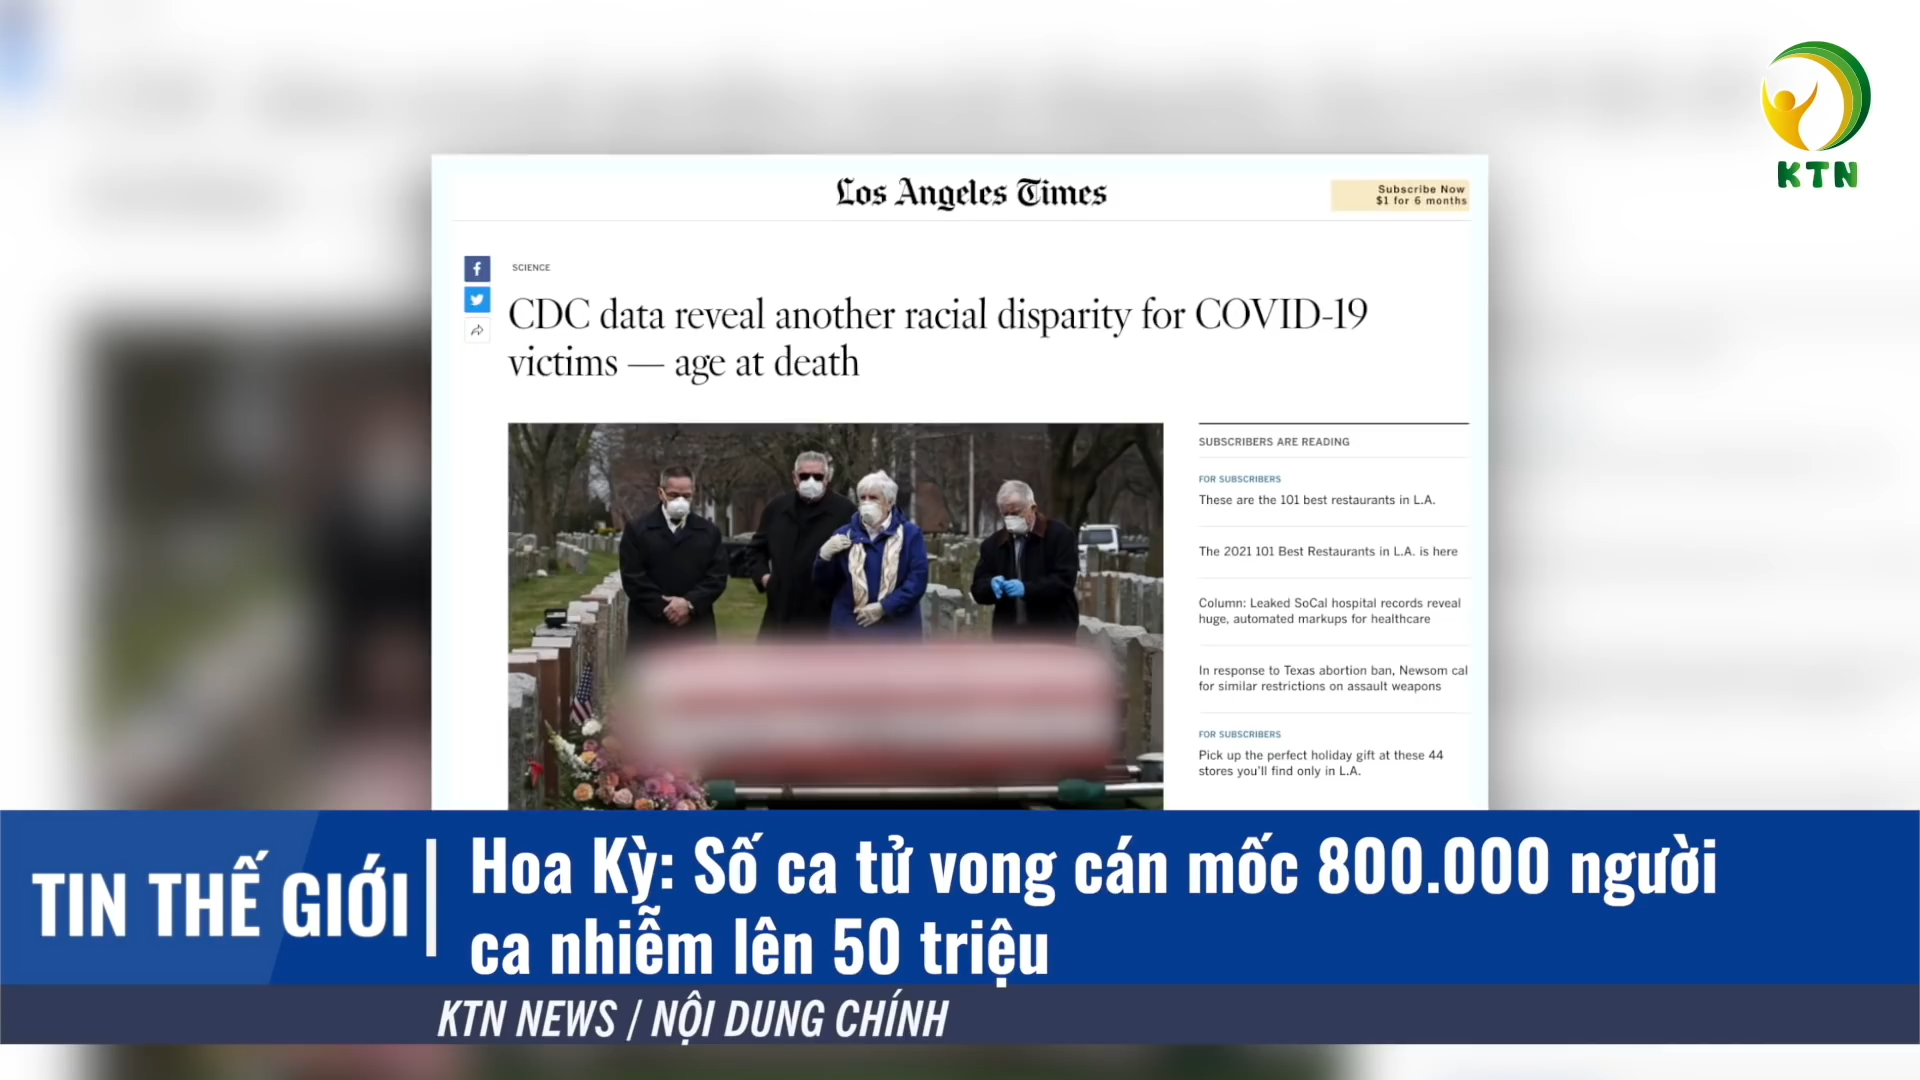 KTN
Los Angeles Times
Subscribe Now
$1 for 6 months
SCIENCE
CDC data reveal another racial disparity for COVID-19
victims — age at death
SUBSCRIBERS ARE READING
FOR SUBSCRIBERS
These are the 101 best restaurants in L.A.
The 2021 101 Best Restaurants in L.A. is here
Column: Leaked SoCal hospital records reveal
huge, automated markups for healthcare
In response to Texas abortion ban, Newsom cal
for similar restrictions on assault weapons
FOR SUBSCRIBERS
Pick up the perfect holiday gift at these 44
stores you'll find only in L.A.
TIN THẾ GIỚI
Hoa Kỳ: Số ca tử vong cán mốc 800.000 người
ca nhiễm lên 50 triệu
KTN NEWS / NỘI DUNG CHÍNH